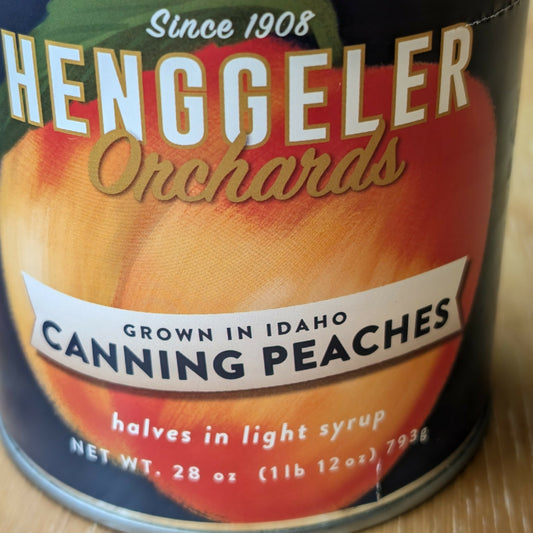 Since 1908
HENGGELER
Orchards
GROWN IN IDAHO
CANNING PEACHES
halves in light syrup
NET WT. 28 oz (1lb 12oz) 793g